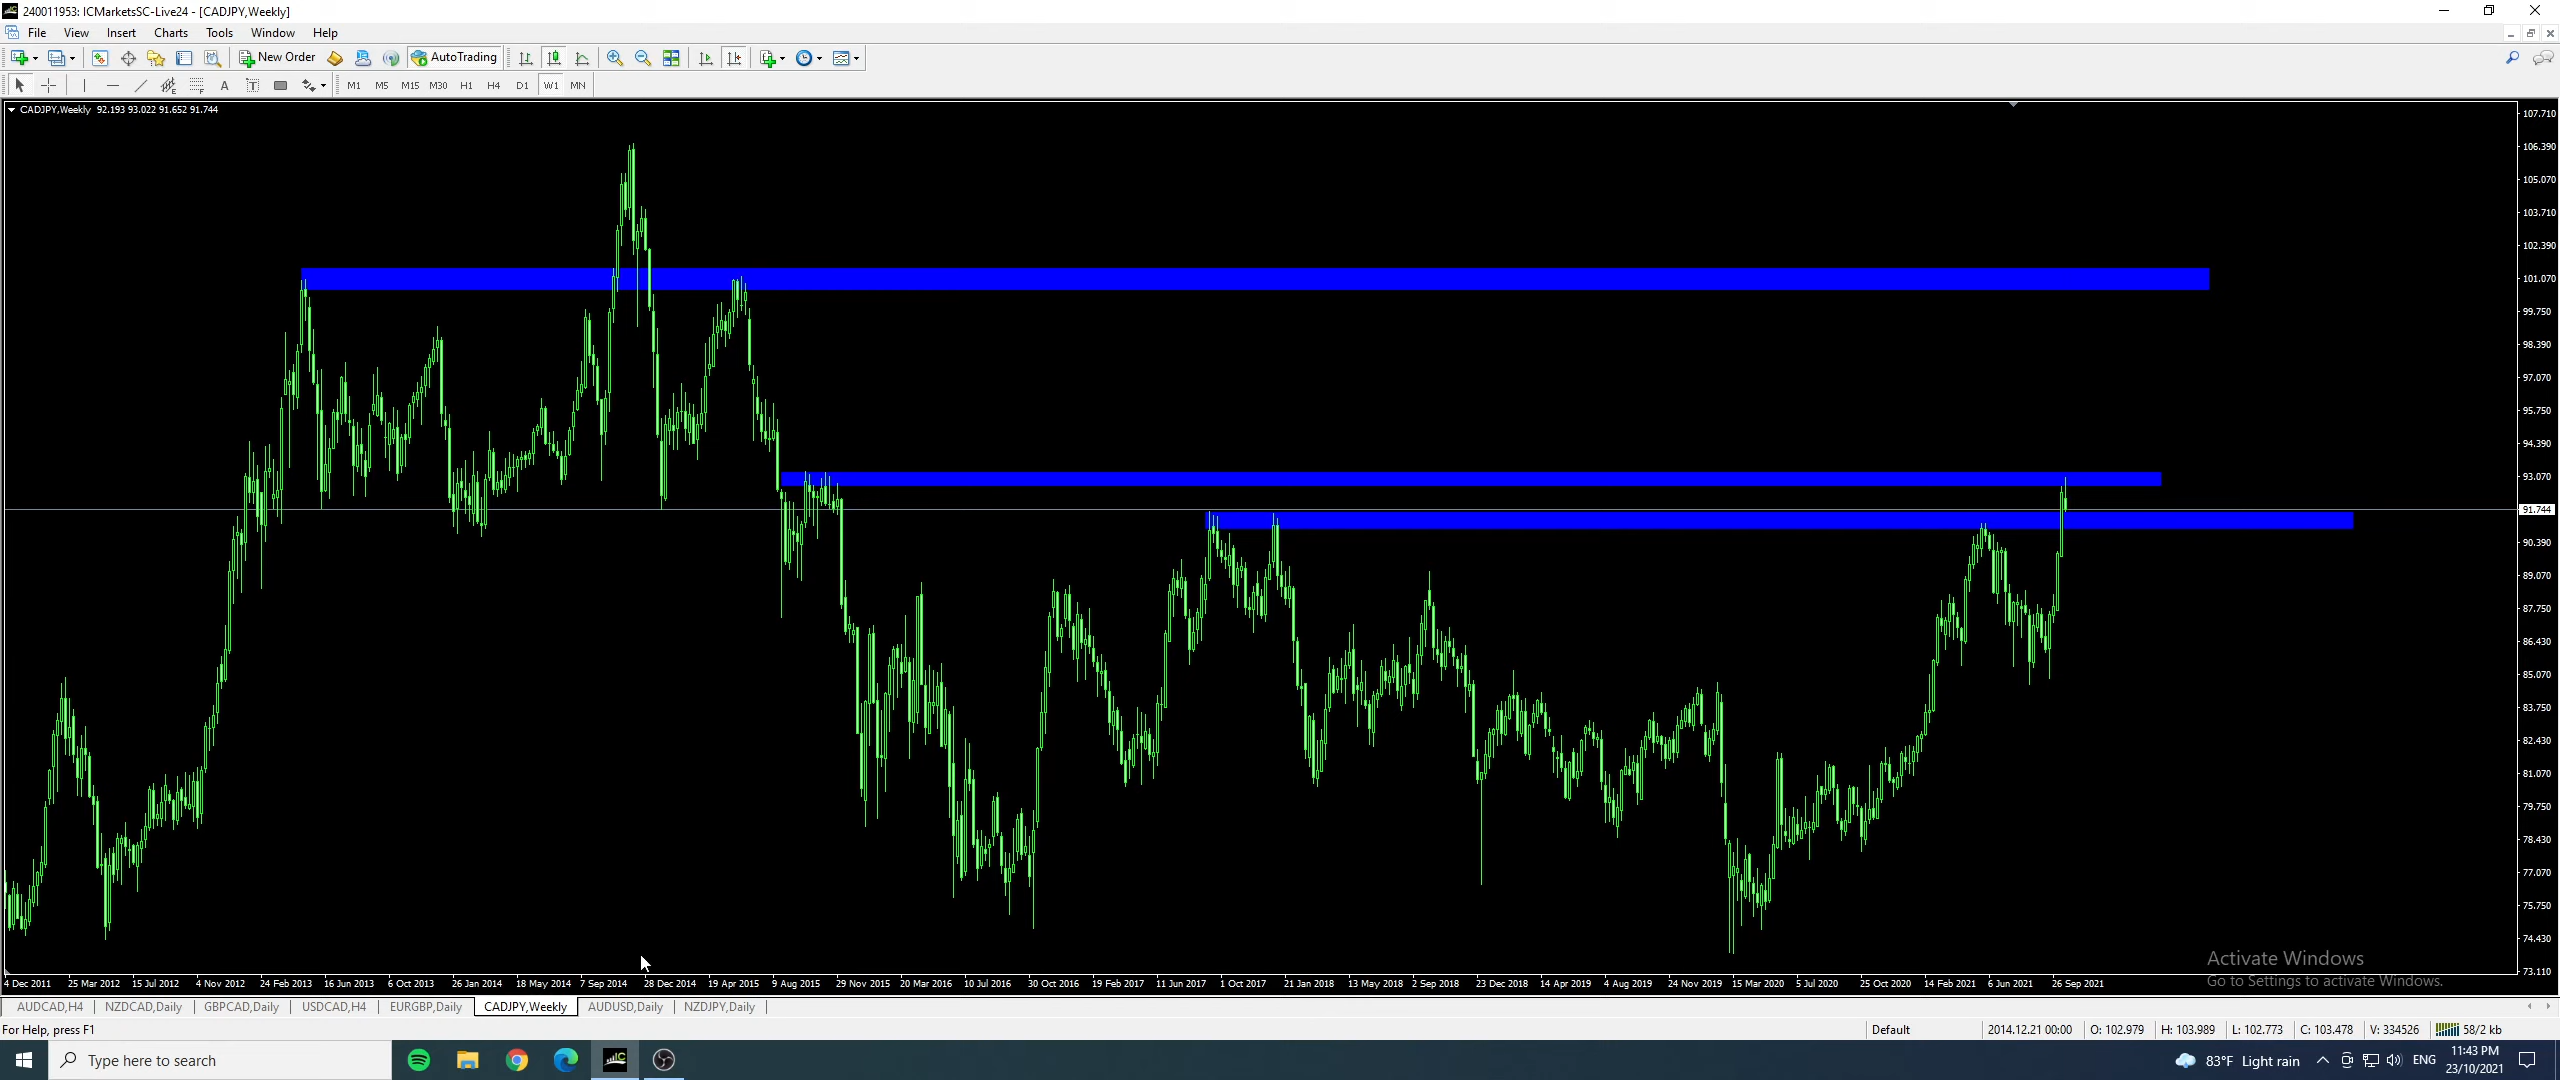 240011953: ICMarketsSC-Live24 - [CADJPY,Weekly]
File View Insert Charts Tools Window Help
New Order AutoTrading
A T M1 M5 M15 M30 H1 H4 D1 W1 MN
CADJPY,Weekly 92.193 93.022 91.652 91.744
107.710
106.390
105.070
103.710
102.390
101.070
99.750
98.390
97.070
95.750
94.390
93.070
91.744
90.390
89.070
87.750
86.430
85.070
83.750
82.430
81.070
79.750
78.430
77.070
75.750
74.430
73.110
Activate Windows
Go to Settings to activate Windows.
4 Dec 2011 25 Mar 2012 15 Jul 2012 4 Nov 2012 24 Feb 2013 16 Jun 2013 6 Oct 2013 26 Jan 2014 18 May 2014 7 Sep 2014 28 Dec 2014 19 Apr 2015 9 Aug 2015 29 Nov 2015 20 Mar 2016 10 Jul 2016 30 Oct 2016 19 Feb 2017 11 Jun 2017 1 Oct 2017 21 Jan 2018 13 May 2018 2 Sep 2018 23 Dec 2018 14 Apr 2019 4 Aug 2019 24 Nov 2019 15 Mar 2020 5 Jul 2020 25 Oct 2020 14 Feb 2021 6 Jun 2021 26 Sep 2021
AUDCAD,H4 NZDCAD,Daily GBPCAD,Daily USDCAD,H4 EURGBP,Daily CADJPY,Weekly AUDUSD,Daily NZDJPY,Daily
For Help, press F1 Default 2014.12.21 00:00 O: 102.979 H: 103.989 L: 102.773 C: 103.478 V: 334526 58/2 kb
Type here to search IC 83°F Light rain ENG 11:43 PM
23/10/2021